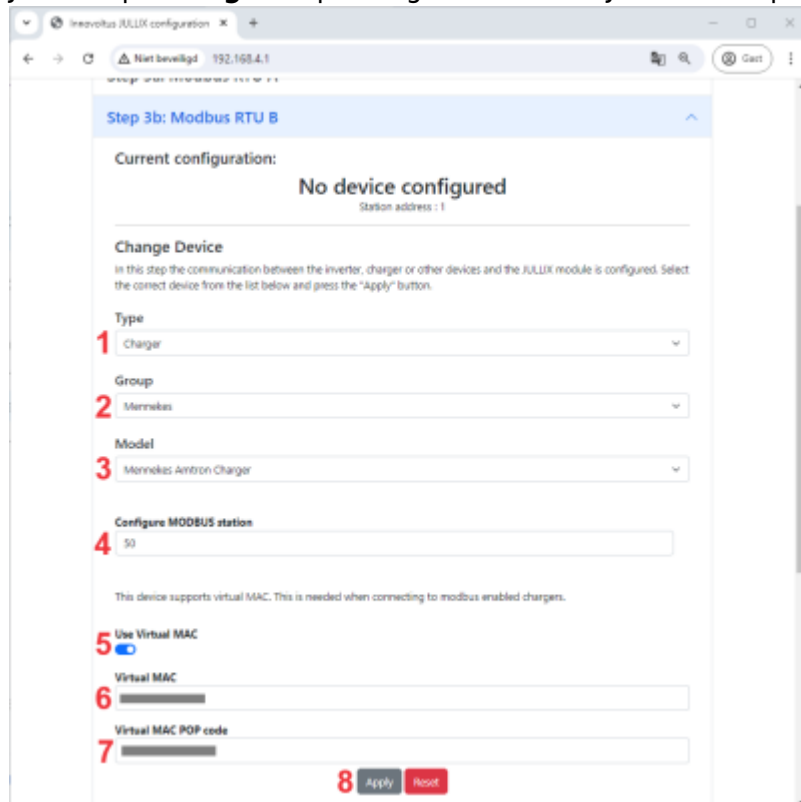 Innovoltus JULLIX configuration
Niet beveiligd 192.168.4.1 Gast
Step 3b: Modbus RTU B
Current configuration:
No device configured
Station address : 1
Change Device
In this step the communication between the inverter, charger or other devices and the JULLIX module is configured. Select
the correct device from the list below and press the "Apply" button.
Type
1 Charger
Group
2 Mennekes
Model
3 Mennekes Amtron Charger
Configure MODBUS station
4 50
This device supports virtual MAC. This is needed when connecting to modbus enabled chargers.
5 Use Virtual MAC
Virtual MAC
6
Virtual MAC POP code
7
8 Apply Reset